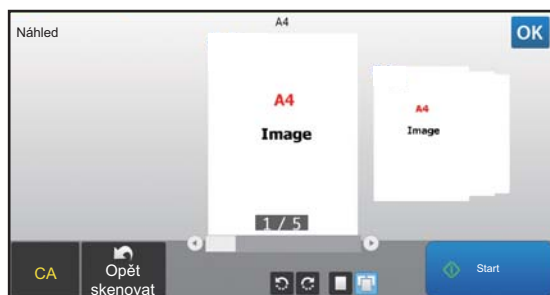 A4
Náhled
OK
A4
Image
A4
Image
1 / 5
CA
Opět
skenovat
Start